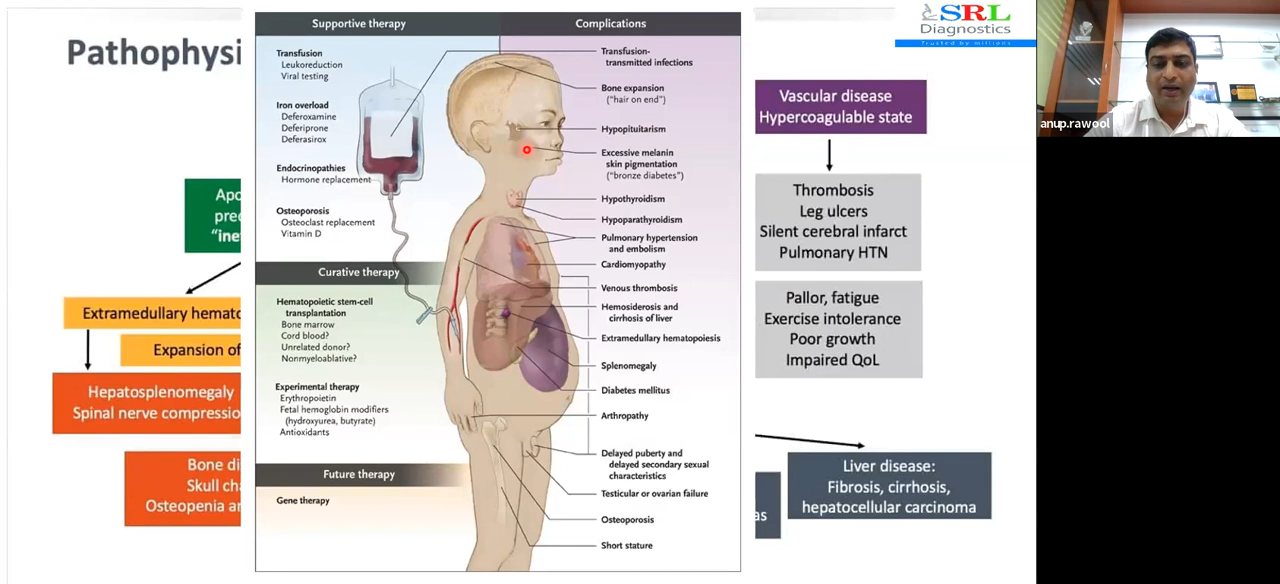 Pathophysi
SRL
Diagnostics
Trusted by millions
anup.rawool
Apo
pred
"ine
Extramedullary hemato
Expansion of
Hepatosplenomegaly
Spinal nerve compressio
Bone di
Skull cha
Osteopenia an
Supportive therapy
Transfusion
Leukoreduction
Viral testing
Iron overload
Deferoxamine
Deferiprone
Deferasirox
Endocrinopathies
Hormone replacement
Osteoporosis
Osteoclast replacement
Vitamin D
Curative therapy
Hematopoietic stem-cell
transplantation
Bone marrow
Cord blood?
Unrelated donor?
Nonmyeloablative?
Experimental therapy
Erythropoietin
Fetal hemoglobin modifiers
(hydroxyurea, butyrate)
Antioxidants
Future therapy
Gene therapy
Complications
Transfusion-
transmitted infections
Bone expansion
("hair on end")
Hypopituitarism
Excessive melanin
skin pigmentation
("bronze diabetes")
Hypothyroidism
Hypoparathyroidism
Pulmonary hypertension
and embolism
Cardiomyopathy
Venous thrombosis
Hemosiderosis and
cirrhosis of liver
Extramedullary hematopoiesis
Splenomegaly
Diabetes mellitus
Arthropathy
Delayed puberty and
delayed secondary sexual
characteristics
Testicular or ovarian failure
Osteoporosis
Short stature
Vascular disease
Hypercoagulable state
Thrombosis
Leg ulcers
Silent cerebral infarct
Pulmonary HTN
Pallor, fatigue
Exercise intolerance
Poor growth
Impaired QoL
as
Liver disease:
Fibrosis, cirrhosis,
hepatocellular carcinoma